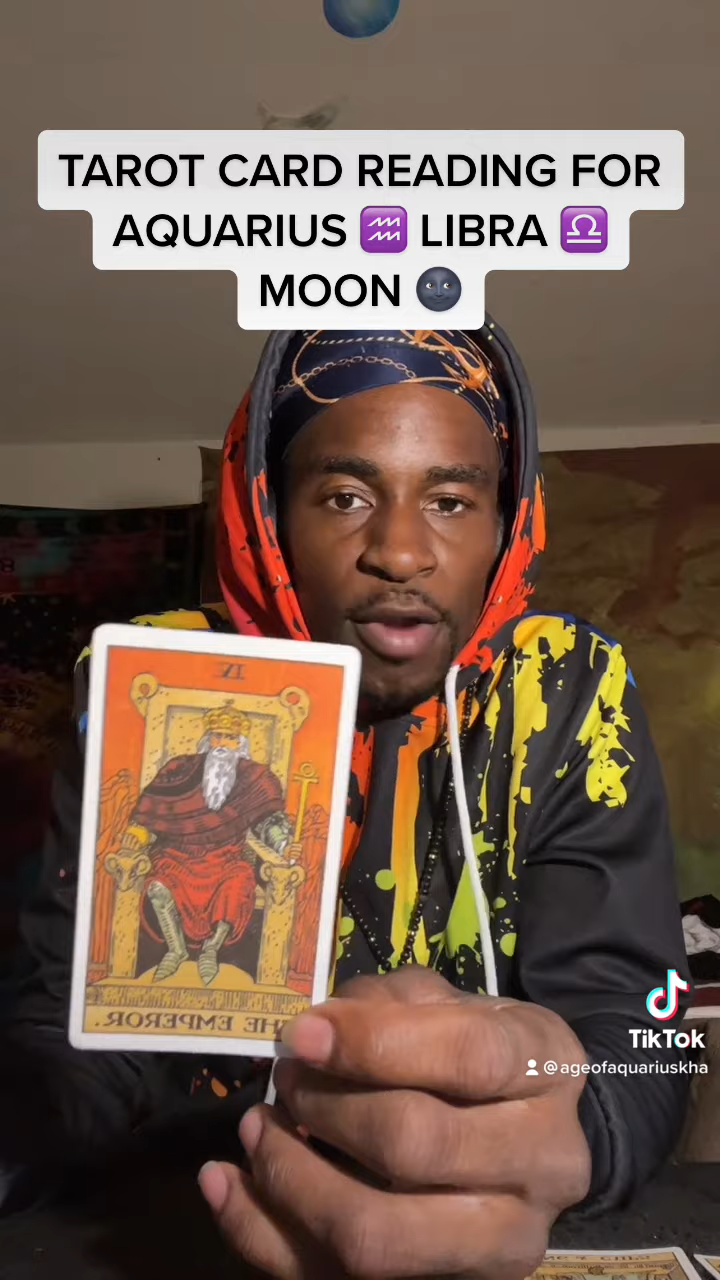 TAROT CARD READING FOR
AQUARIUS ♒ LIBRA ♎
MOON 🌚
IV
THE EMPEROR.
TikTok
@ageofaquariuskha